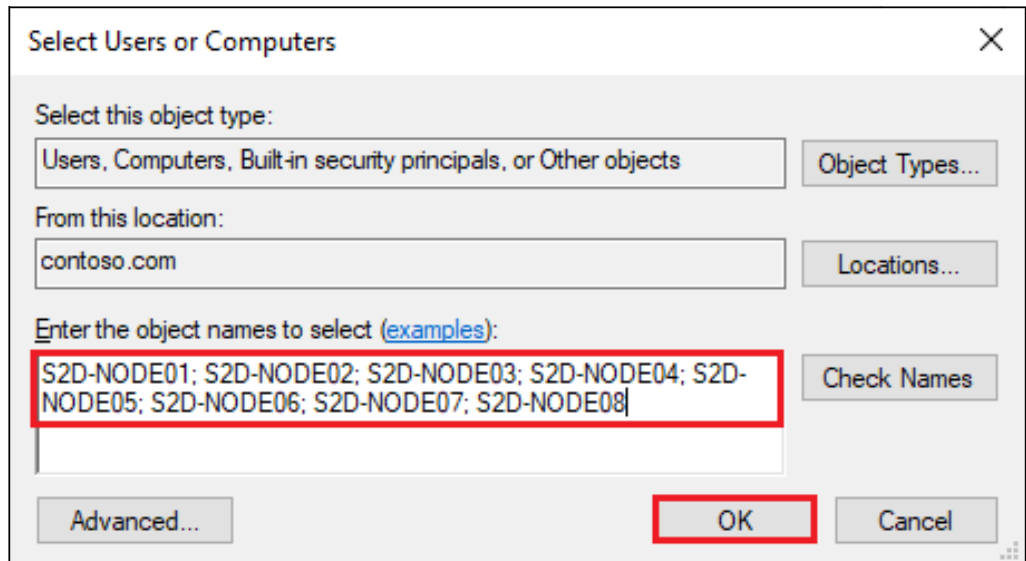 Select Users or Computers
Select this object type:
Users, Computers, Built-in security principals, or Other objects
Object Types...
From this location:
contoso.com
Locations...
Enter the object names to select (examples):
S2D-NODE01; S2D-NODE02; S2D-NODE03; S2D-NODE04; S2D-
NODE05; S2D-NODE06; S2D-NODE07; S2D-NODE08
Check Names
Advanced...
OK
Cancel